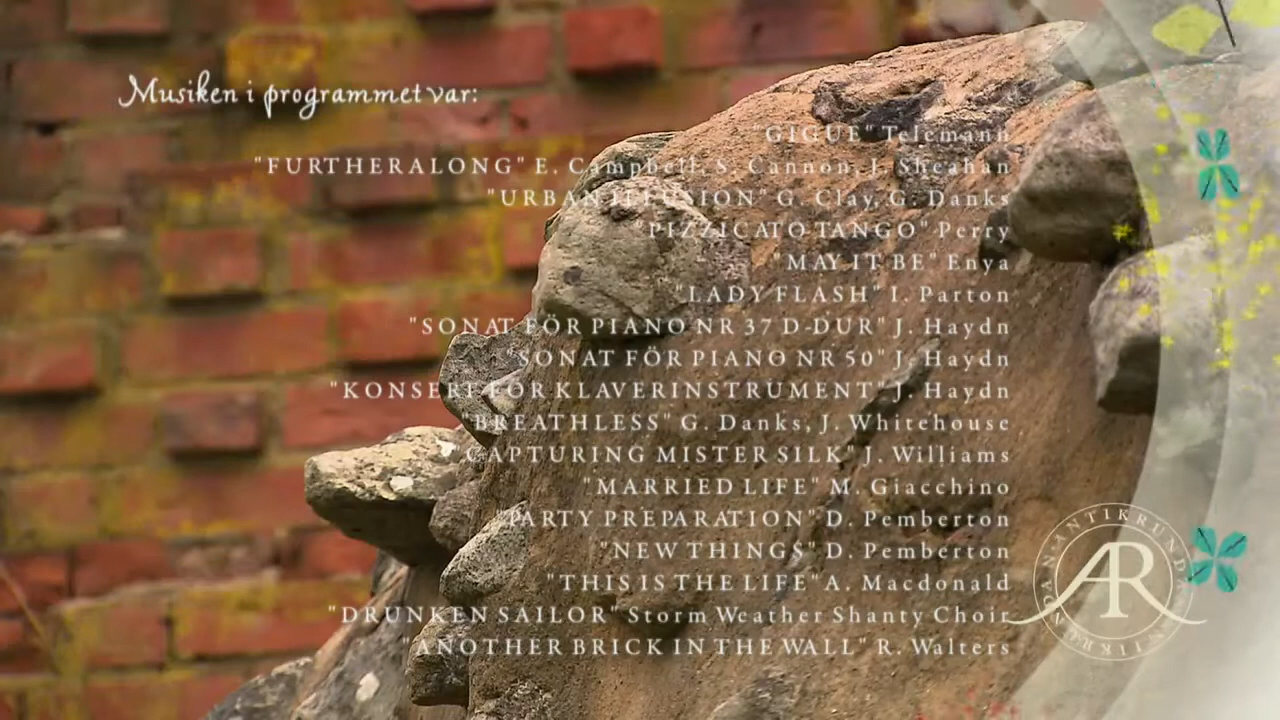 Musiken i programmet var:
"GIGUE" Telemann
"FURTHERALONG" E. Campbell, S. Cannon, J. Sheahan
"URBAN ILLUSION" G. Clay, G. Danks
"PIZZICATO TANGO" Perry
"MAY IT BE" Enya
"LADY FLASH" I. Parton
"SONAT FÖR PIANO NR 37 D-DUR" J. Haydn
"SONAT FÖR PIANO NR 50" J. Haydn
"KONSERT FÖR KLAVERINSTRUMENT" J. Haydn
"BREATHLESS" G. Danks, J. Whitehouse
"CAPTURING MISTER SILK" J. Williams
"MARRIED LIFE" M. Giacchino
"PARTY PREPARATION" D. Pemberton
"NEW THINGS" D. Pemberton
"THIS IS THE LIFE" A. Macdonald
"DRUNKEN SAILOR" Storm Weather Shanty Choir
"ANOTHER BRICK IN THE WALL" R. Walters
ANTIKRUNDAN
AR